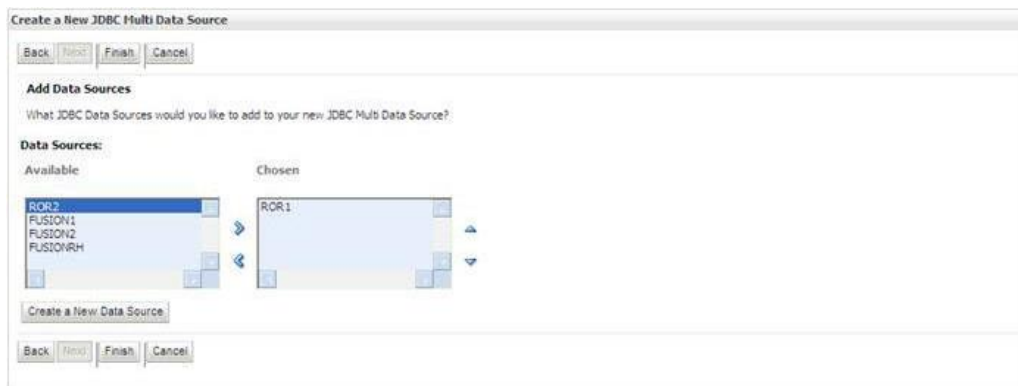 Create a New JDBC Multi Data Source
Back Next Finish Cancel
Add Data Sources
What JDBC Data Sources would you like to add to your new JDBC Multi Data Source?
Data Sources:
Available Chosen
ROR2 ROR1
FUSION1
FUSION2
FUSIONRH
Create a New Data Source
Back Next Finish Cancel